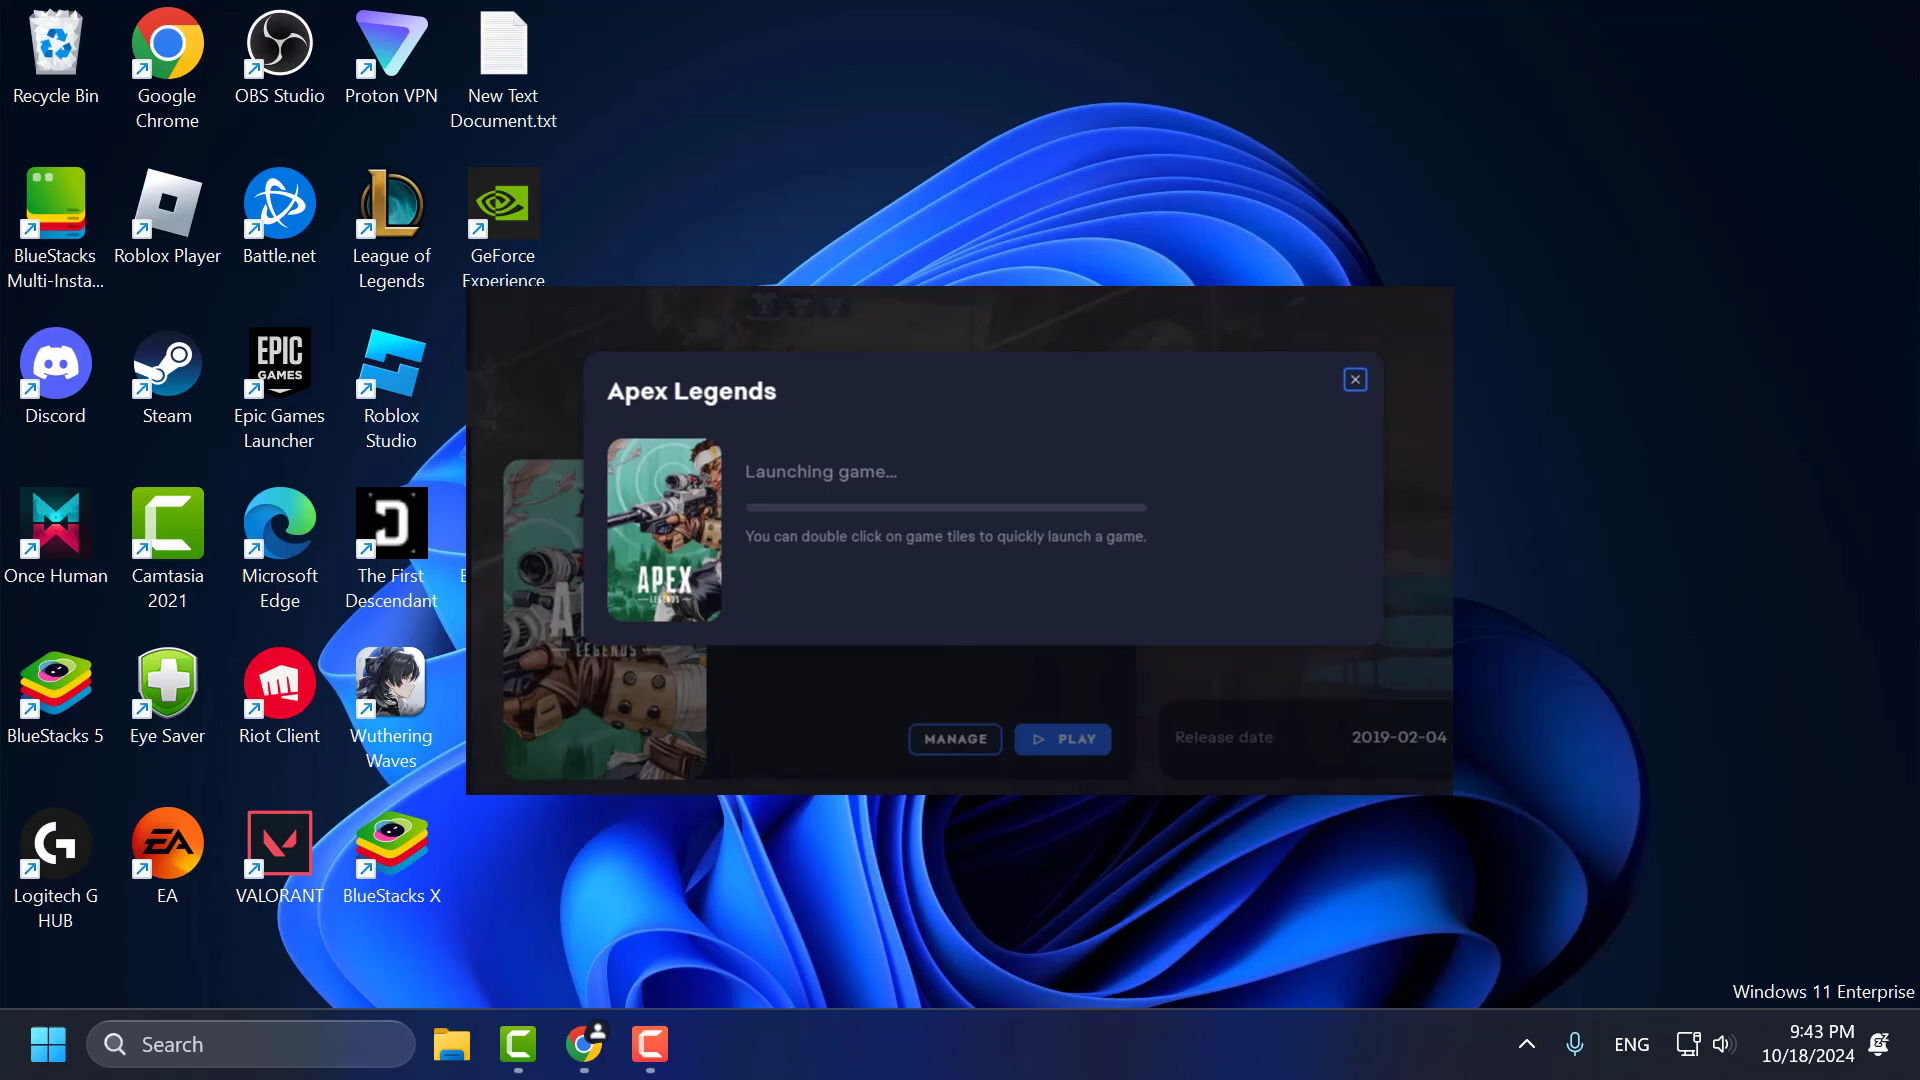 Recycle Bin
Google
Chrome
OBS Studio
Proton VPN
New Text
Document.txt
BlueStacks
Multi-Insta...
Roblox Player
Battle.net
League of
Legends
GeForce
Experience
Discord
Steam
EPIC
GAMES
Epic Games
Launcher
Roblox
Studio
Once Human
Camtasia
2021
Microsoft
Edge
The First
Descendant
E
BlueStacks 5
Eye Saver
Riot Client
Wuthering
Waves
Logitech G
HUB
EA
EA
VALORANT
BlueStacks X
Apex Legends
Launching game...
You can double click on game tiles to quickly launch a game.
APEX
LEGENDS
LEGENDS
MANAGE
PLAY
Release date
2019-02-04
Windows 11 Enterprise
Search
ENG
9:43 PM
10/18/2024